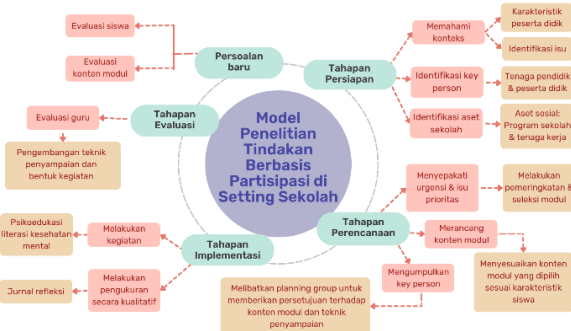 Model
Penelitian
Tindakan
Berbasis
Partisipasi di
Setting Sekolah
Tahapan
Persiapan
Memahami
konteks
Karakteristik
peserta didik
Identifikasi isu
Identifikasi key
person
Tenaga pendidik
& peserta didik
Identifikasi aset
sekolah
Aset sosial:
Program sekolah
& tenaga kerja
Tahapan
Perencanaan
Menyepakati
urgensi & isu
prioritas
Melakukan
pemeringkatan &
seleksi modul
Merancang
konten modul
Menyesuaikan konten
modul yang dipilih
sesuai karakteristik
siswa
Mengumpulkan
key person
Melibatkan planning group untuk
memberikan persetujuan terhadap
konten modul dan teknik
penyampaian
Tahapan
Implementasi
Melakukan
kegiatan
Psikoedukasi
literasi kesehatan
mental
Melakukan
pengukuran
secara kualitatif
Jurnal refleksi
Tahapan
Evaluasi
Evaluasi guru
Pengembangan teknik
penyampaian dan
bentuk kegiatan
Persoalan
baru
Evaluasi siswa
Evaluasi
konten modul